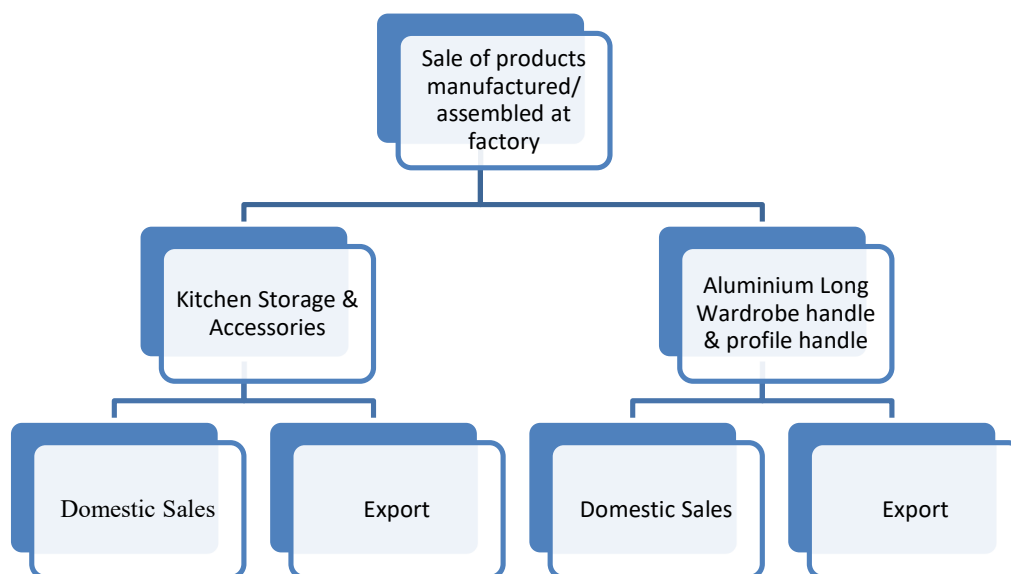 Sale of products
manufactured/
assembled at
factory
Kitchen Storage &
Accessories
Aluminium Long
Wardrobe handle
& profile handle
Domestic Sales
Export
Domestic Sales
Export